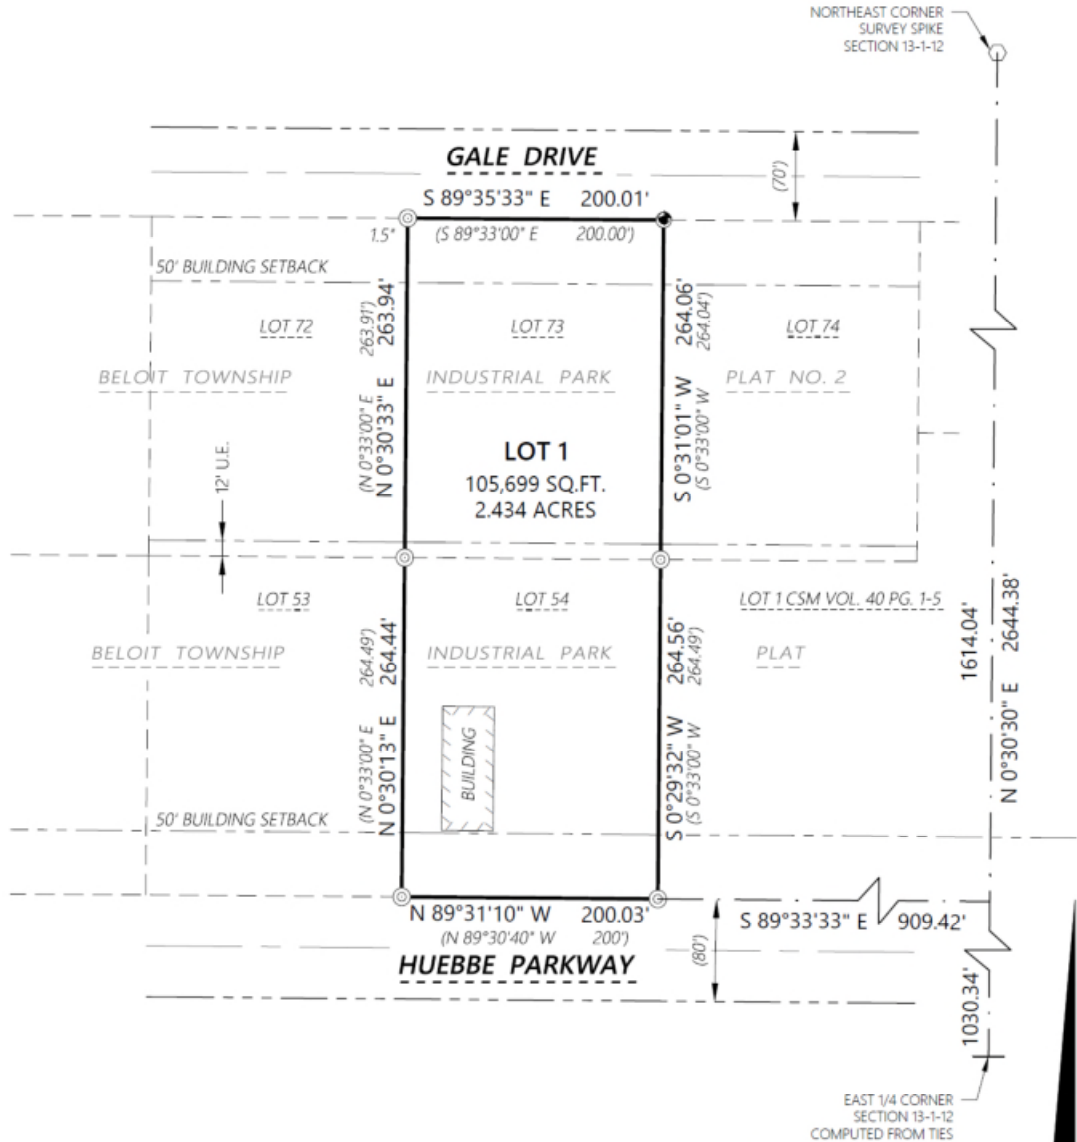 NORTHEAST CORNER
SURVEY SPIKE
SECTION 13-1-12
GALE DRIVE
(70')
S 89°35'33" E 200.01'
1.5" (S 89°33'00" E 200.00')
50' BUILDING SETBACK
LOT 72
LOT 73
LOT 74
(N 0°33'00" E 263.91')
N 0°30'33" E 263.94'
S 0°31'01" W 264.06'
(S 0°33'00" W 264.04')
BELOIT TOWNSHIP INDUSTRIAL PARK PLAT NO. 2
LOT 1
105,699 SQ.FT.
2.434 ACRES
12' U.E.
LOT 53
LOT 54
LOT 1 CSM VOL. 40 PG. 1-5
BELOIT TOWNSHIP INDUSTRIAL PARK PLAT
(N 0°33'00" E 264.49')
N 0°30'13" E 264.44'
S 0°29'32" W 264.56'
(S 0°33'00" W 264.49')
1614.04'
N 0°30'30" E 2644.38'
BUILDING
50' BUILDING SETBACK
N 89°31'10" W 200.03'
(N 89°30'40" W 200')
S 89°33'33" E 909.42'
HUEBBE PARKWAY
(80')
1030.34'
EAST 1/4 CORNER
SECTION 13-1-12
COMPUTED FROM TIES